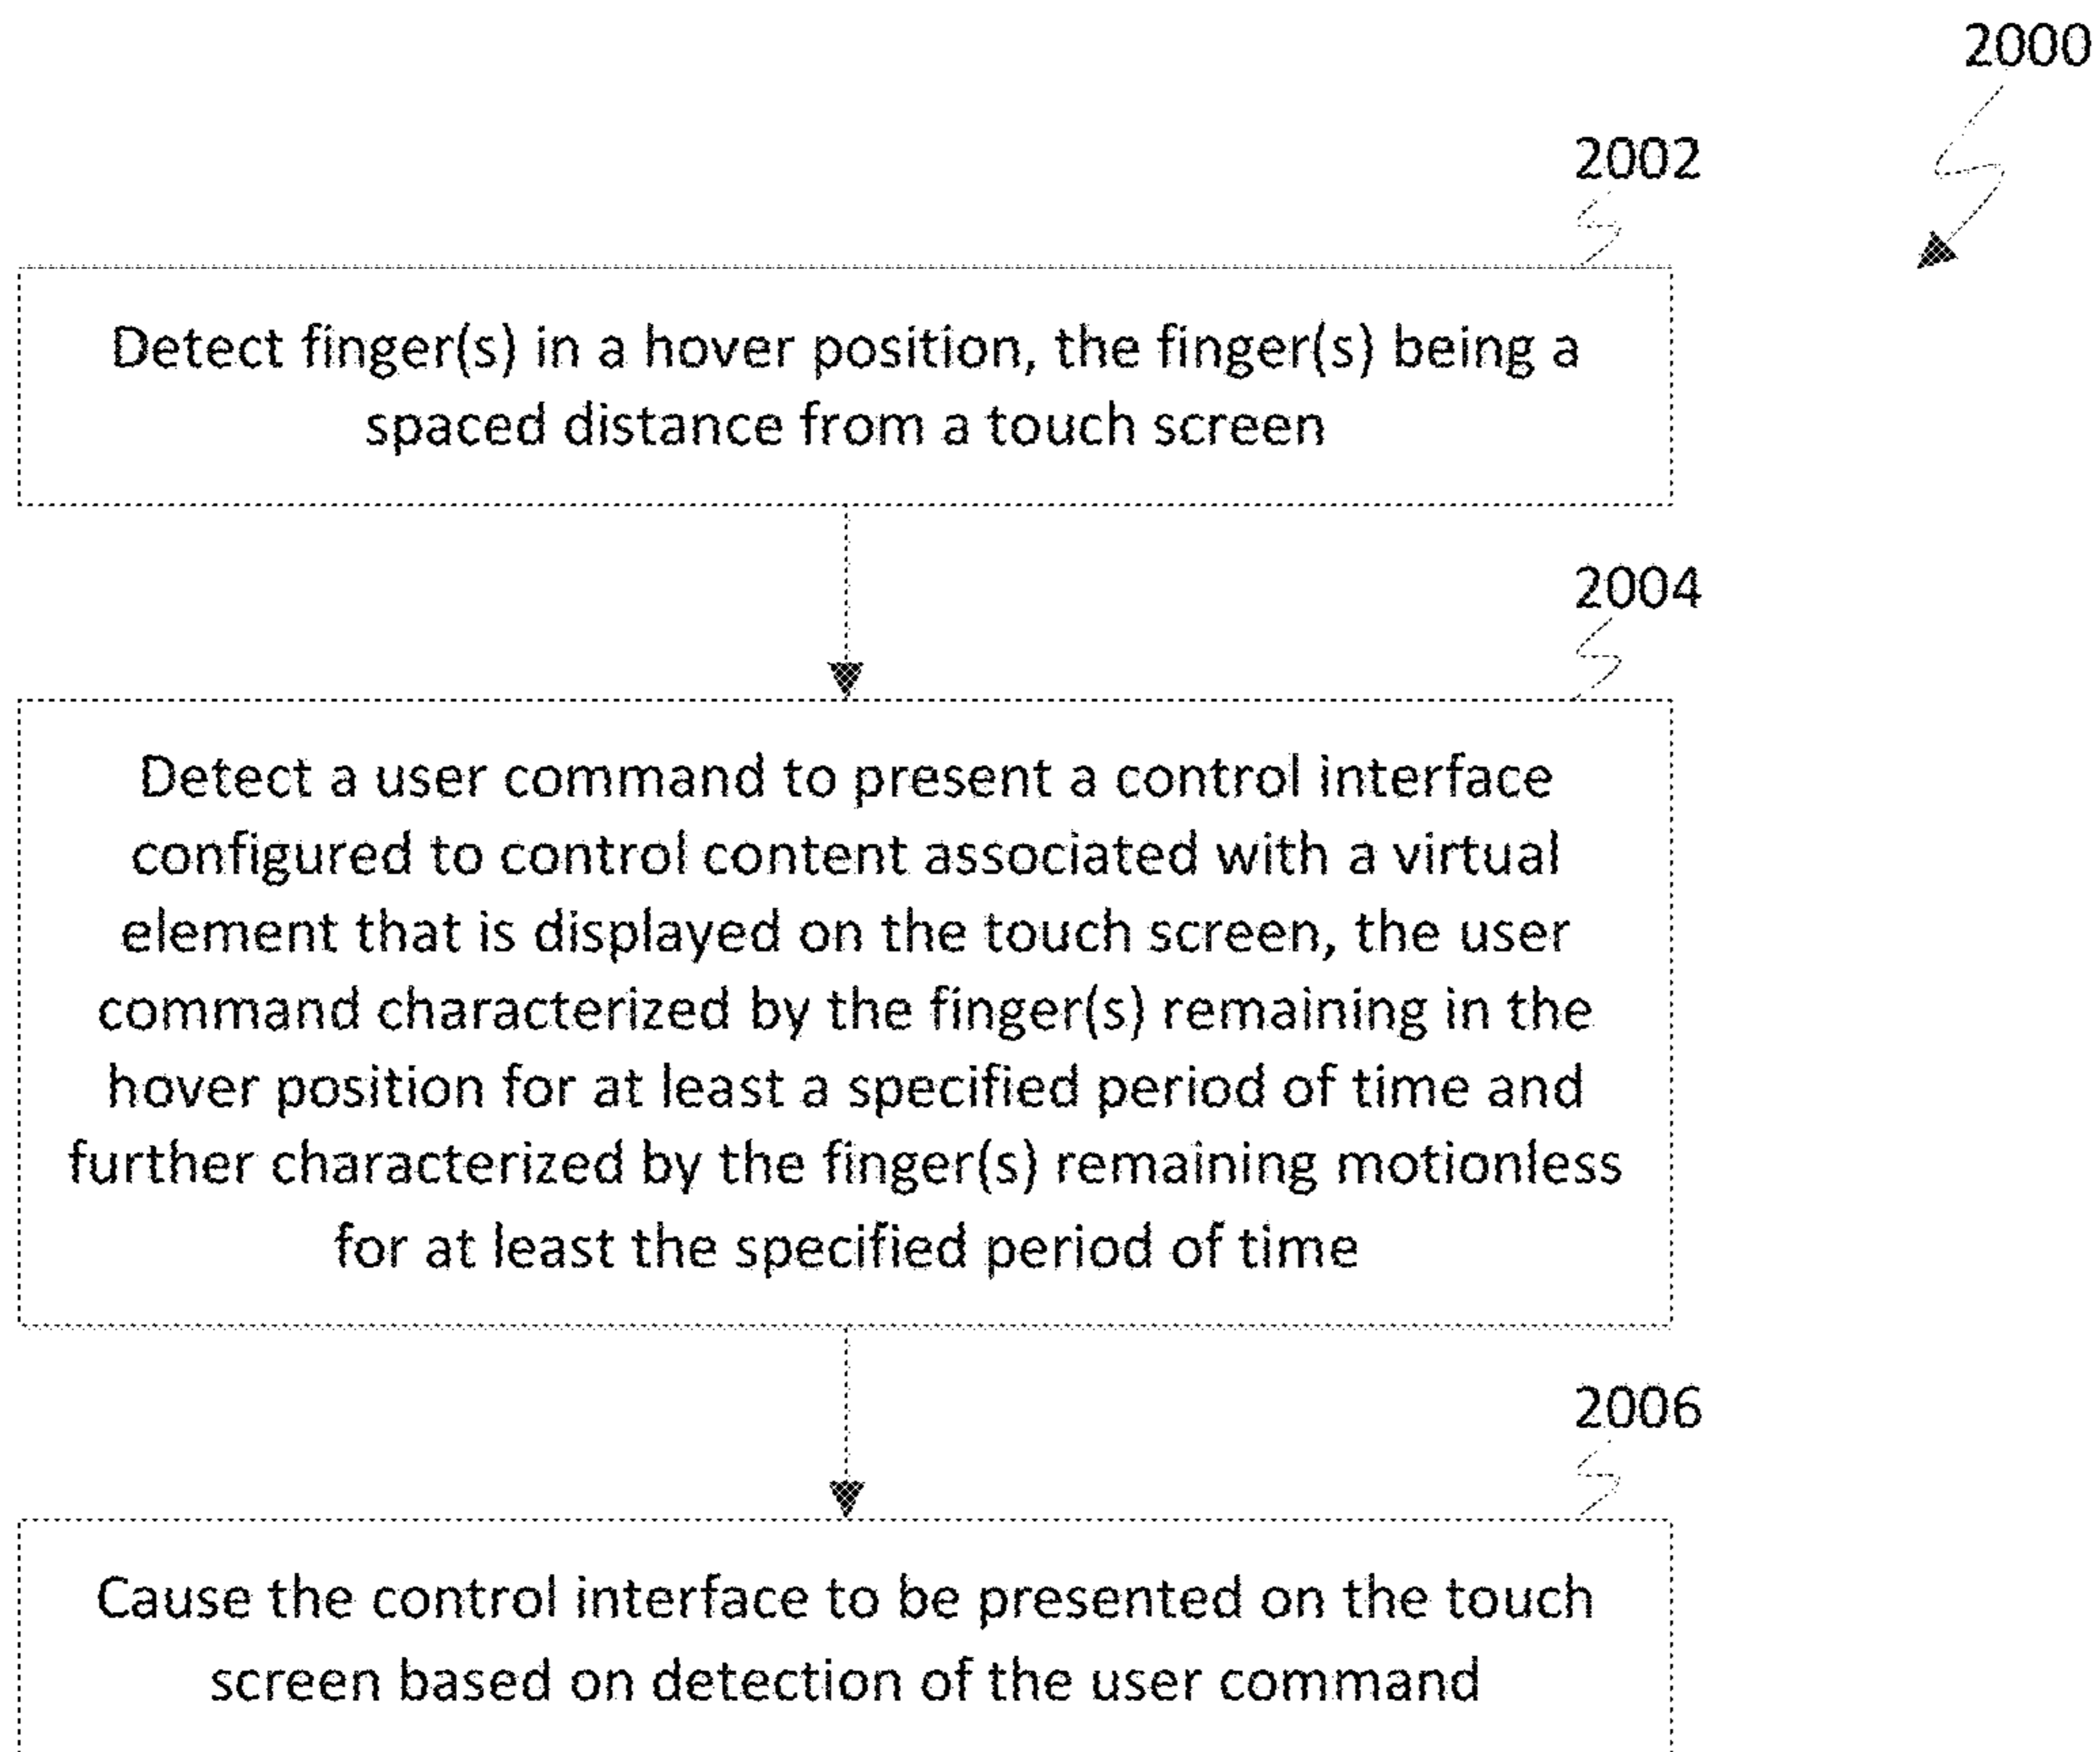 2000
2002
Detect finger(s) in a hover position, the finger(s) being a
spaced distance from a touch screen
2004
Detect a user command to present a control interface
configured to control content associated with a virtual
element that is displayed on the touch screen, the user
command characterized by the finger(s) remaining in the
hover position for at least a specified period of time and
further characterized by the finger(s) remaining motionless
for at least the specified period of time
2006
Cause the control interface to be presented on the touch
screen based on detection of the user command